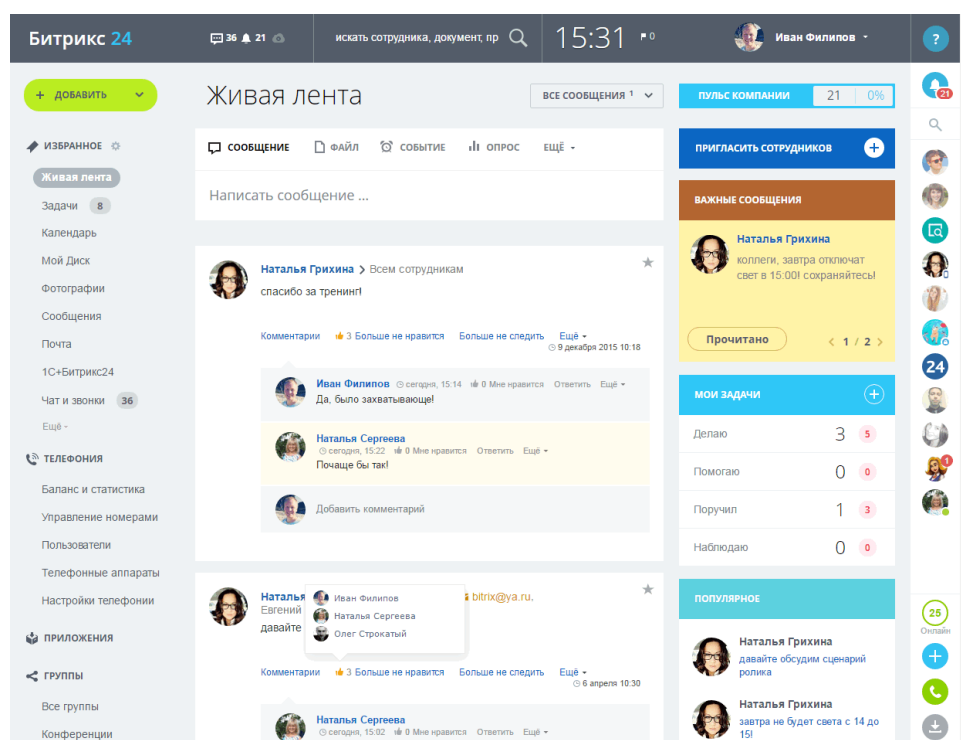 Битрикс 24
36 21
искать сотрудника, документ, пр
15:31
0
Иван Филипов
?
+ ДОБАВИТЬ
ИЗБРАННОЕ
Живая лента
Задачи 8
Календарь
Мой Диск
Фотографии
Сообщения
Почта
1С+Битрикс24
Чат и звонки 36
Ещё
ТЕЛЕФОНИЯ
Баланс и статистика
Управление номерами
Пользователи
Телефонные аппараты
Настройки телефонии
ПРИЛОЖЕНИЯ
ГРУППЫ
Все группы
Конференции
Живая лента
ВСЕ СООБЩЕНИЯ 1
СООБЩЕНИЕ ФАЙЛ СОБЫТИЕ ОПРОС ЕЩЁ
Написать сообщение ...
Наталья Грихина > Всем сотрудникам
спасибо за тренинг!
Комментарии 3 Больше не нравится Больше не следить Ещё
9 декабря 2015 10:18
Иван Филипов сегодня, 15:14 0 Мне нравится Ответить Ещё
Да, было захватывающе!
Наталья Сергеева
сегодня, 15:22 0 Мне нравится Ответить Ещё
Почаще бы так!
Добавить комментарий
Наталья bitrix@ya.ru.
Евгений
давайте
Иван Филипов
Наталья Сергеева
Олег Строкатый
Комментарии 3 Больше не нравится Больше не следить Ещё
6 апреля 10:30
Наталья Сергеева
сегодня, 15:02 0 Мне нравится Ответить Ещё
ПУЛЬС КОМПАНИИ 21 0%
ПРИГЛАСИТЬ СОТРУДНИКОВ +
ВАЖНЫЕ СООБЩЕНИЯ
Наталья Грихина
коллеги, завтра отключат
свет в 15:00! сохраняйтесь!
Прочитано < 1 / 2 >
МОИ ЗАДАЧИ +
Делаю 3 5
Помогаю 0 0
Поручил 1 3
Наблюдаю 0 0
ПОПУЛЯРНОЕ
Наталья Грихина
давайте обсудим сценарий
ролика
Наталья Грихина
завтра не будет света с 14 до
15!
21
24
1
25
Онлайн
+